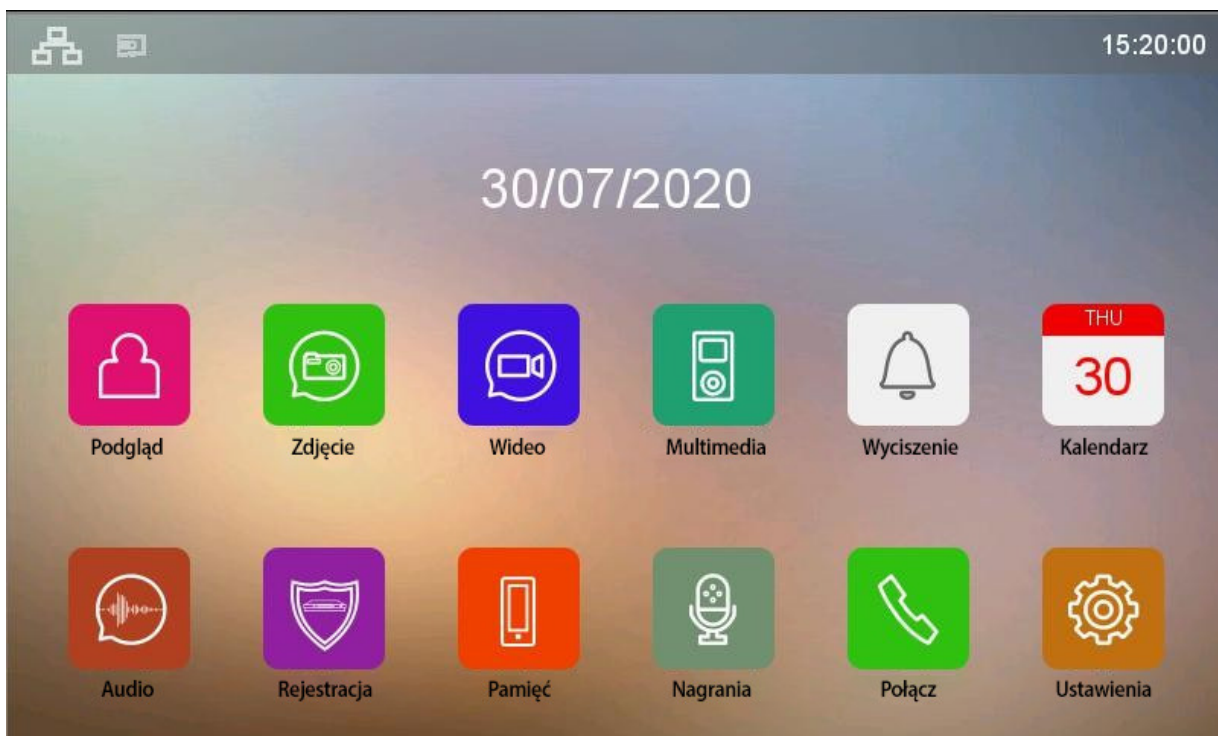 15:20:00
30/07/2020
THU
30
Podgląd Zdjęcie Wideo Multimedia Wyciszenie Kalendarz
Audio Rejestracja Pamięć Nagrania Połącz Ustawienia